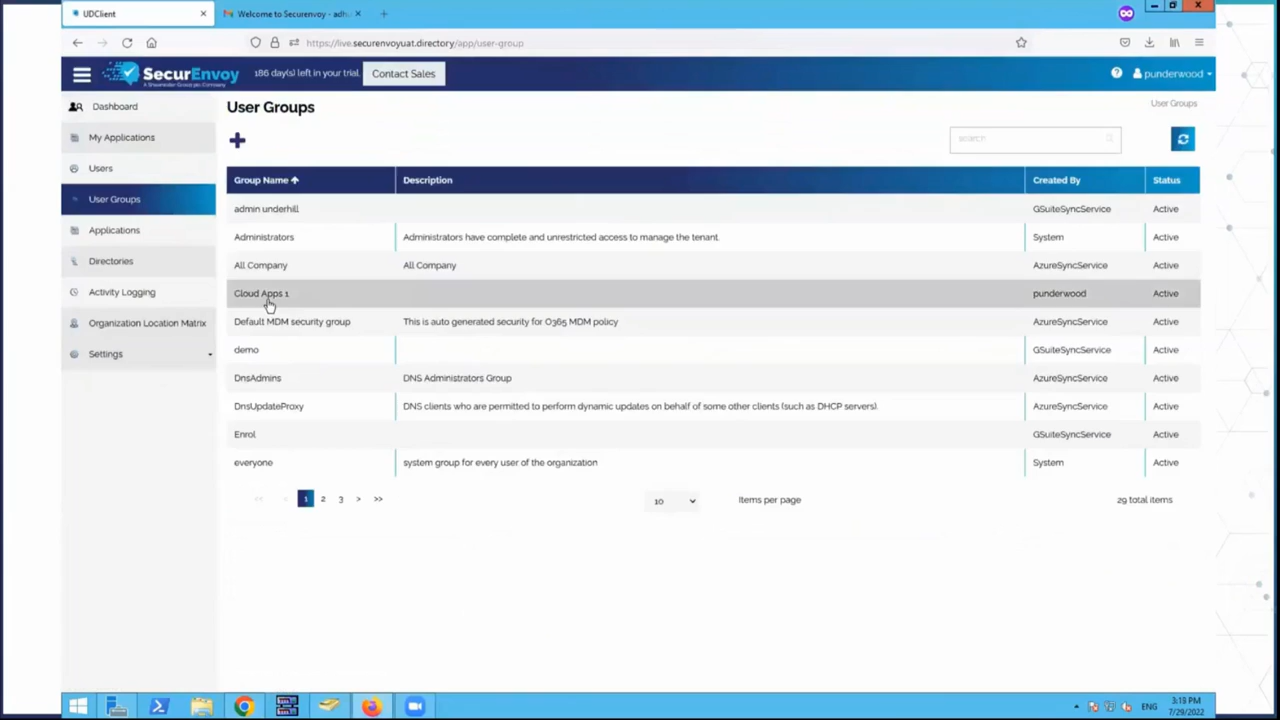 UDClient
Welcome to Securenvoy - adh
https://live.securenvoyuat.directory/app/user-group
SecurEnvoy
186 day(s) left in your trial.
Contact Sales
punderwood
Dashboard
My Applications
Users
User Groups
Applications
Directories
Activity Logging
Organization Location Matrix
Settings
User Groups
User Groups
search
Group Name Description Created By Status
admin underhill GSuiteSyncService Active
Administrators Administrators have complete and unrestricted access to manage the tenant. System Active
All Company All Company AzureSyncService Active
Cloud Apps 1 punderwood Active
Default MDM security group This is auto generated security for O365 MDM policy AzureSyncService Active
demo GSuiteSyncService Active
DnsAdmins DNS Administrators Group AzureSyncService Active
DnsUpdateProxy DNS clients who are permitted to perform dynamic updates on behalf of some other clients (such as DHCP servers). AzureSyncService Active
Enrol GSuiteSyncService Active
everyone system group for every user of the organization System Active
<< < 1 2 3 > >> 10 Items per page 29 total items
ENG
3:13 PM
7/29/2022